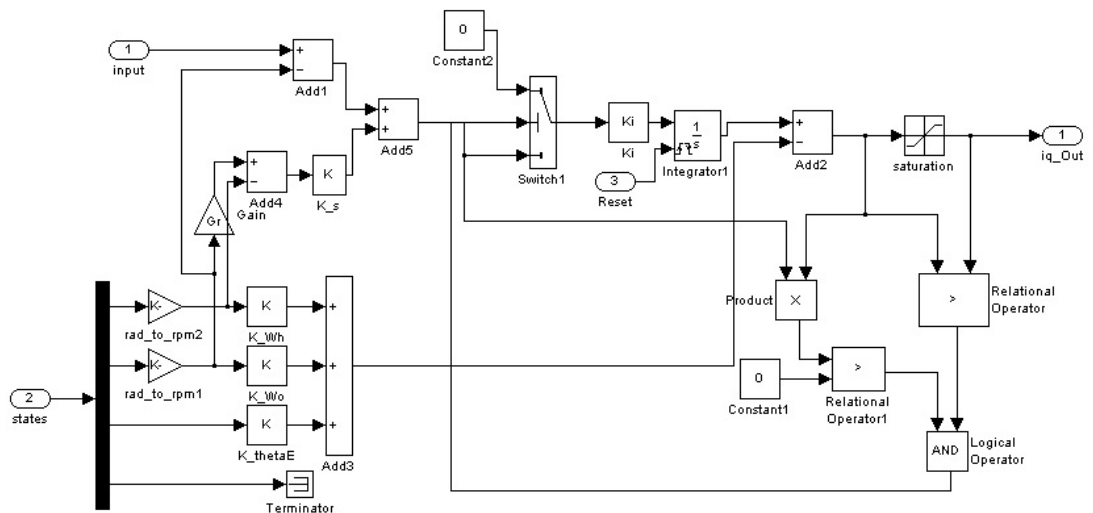 0
Constant2
1
input
+
−
Add1
+
+
Add5
Switch1
Ki
Ki
1
s
Integrator1
3
Reset
+
−
Add2
saturation
1
iq_Out
+
−
Add4
K
K_s
Gain
Gr
K-
rad_to_rpm2
K
K_Wh
K-
rad_to_rpm1
K
K_Wo
K
K_thetaE
+
+
+
Add3
2
states
Terminator
Product
X
>
Relational
Operator
0
Constant1
>
Relational
Operator1
AND
Logical
Operator